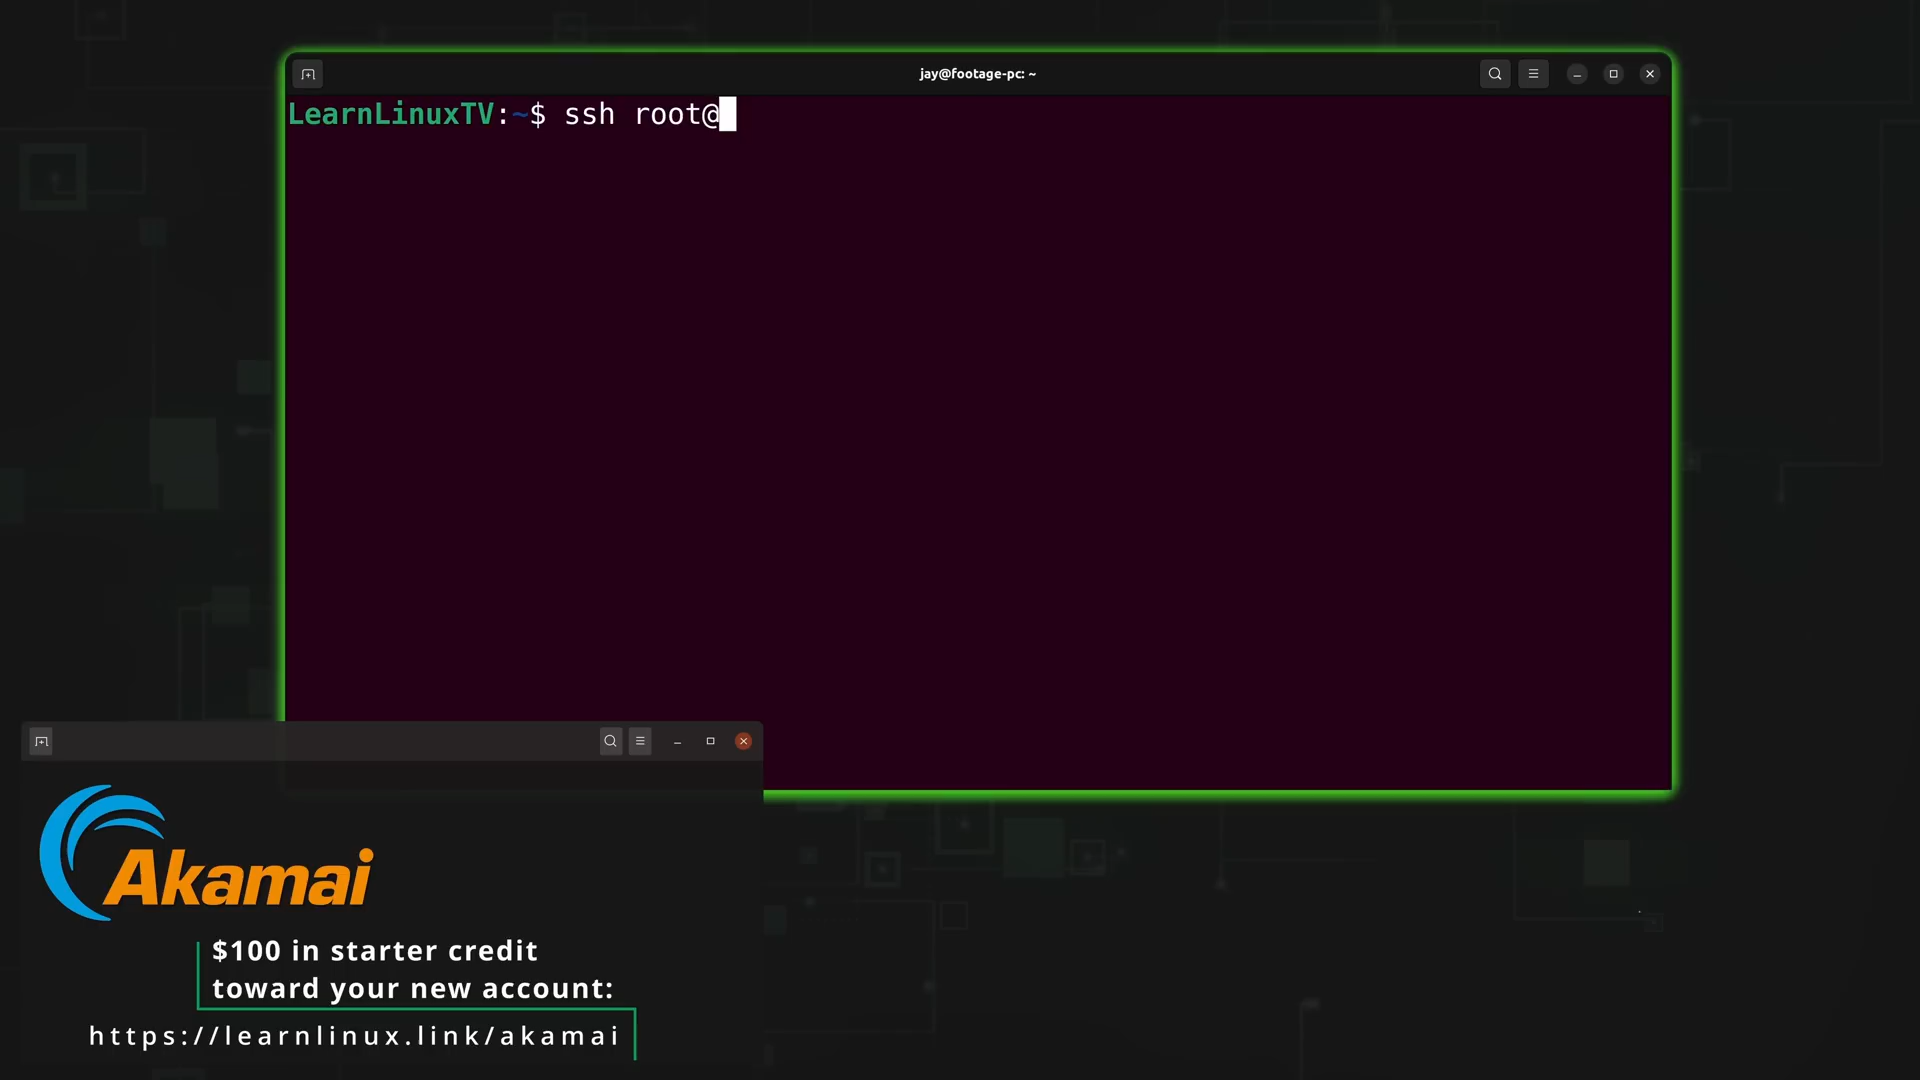 jay@footage-pc: ~
LearnLinuxTV:~$ ssh root@
Akamai
$100 in starter credit
toward your new account:
https://learnlinux.link/akamai